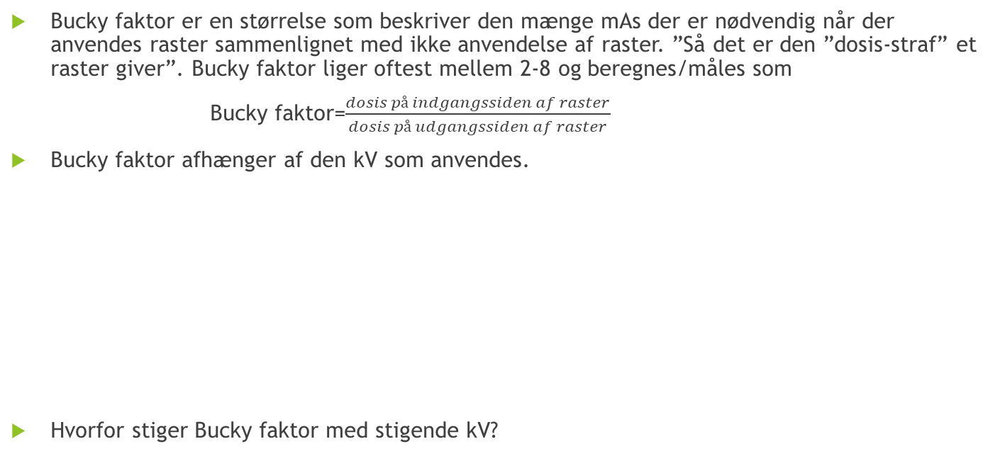 Bucky faktor er en størrelse som beskriver den mænge mAs der er nødvendig når der
anvendes raster sammenlignet med ikke anvendelse af raster. ”Så det er den ”dosis-straf” et
raster giver”. Bucky faktor liger oftest mellem 2-8 og beregnes/måles som
Bucky faktor=dosis på indgangssiden af raster
dosis på udgangssiden af raster
Bucky faktor afhænger af den kV som anvendes.
Hvorfor stiger Bucky faktor med stigende kV?